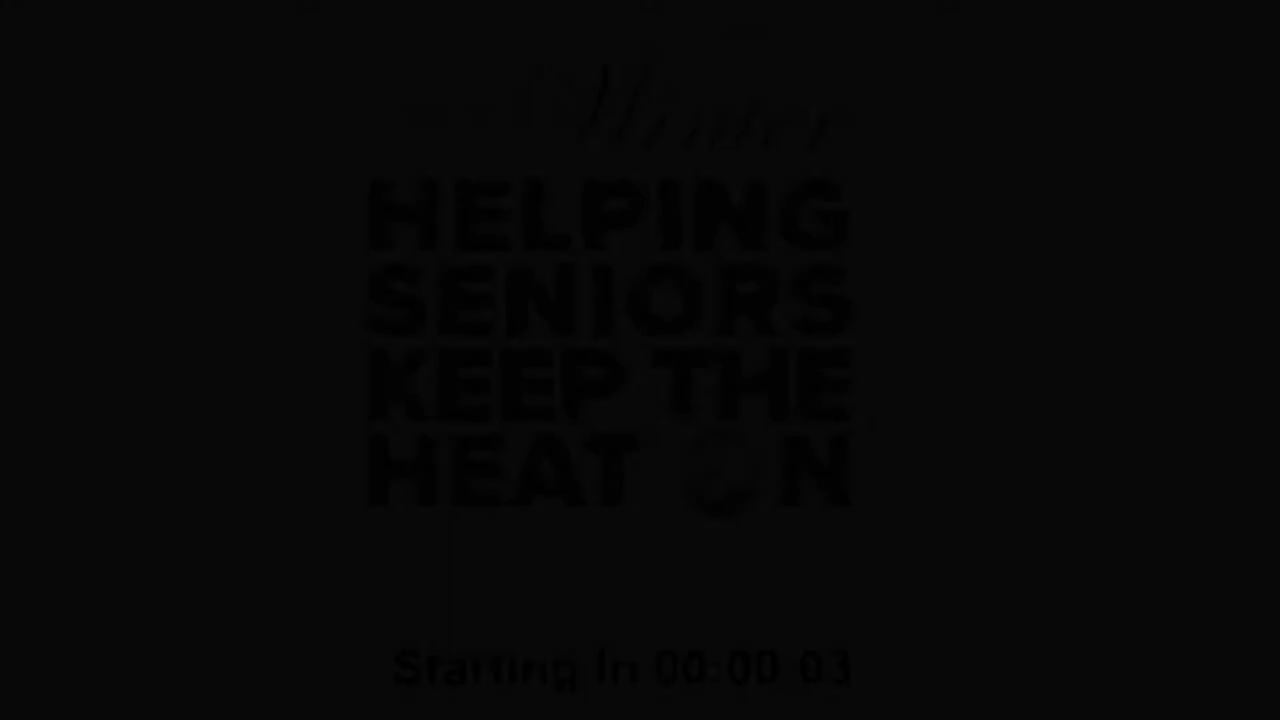 HELPING
SENIORS
KEEP THE
HEAT ON
Starting In 00:00 03